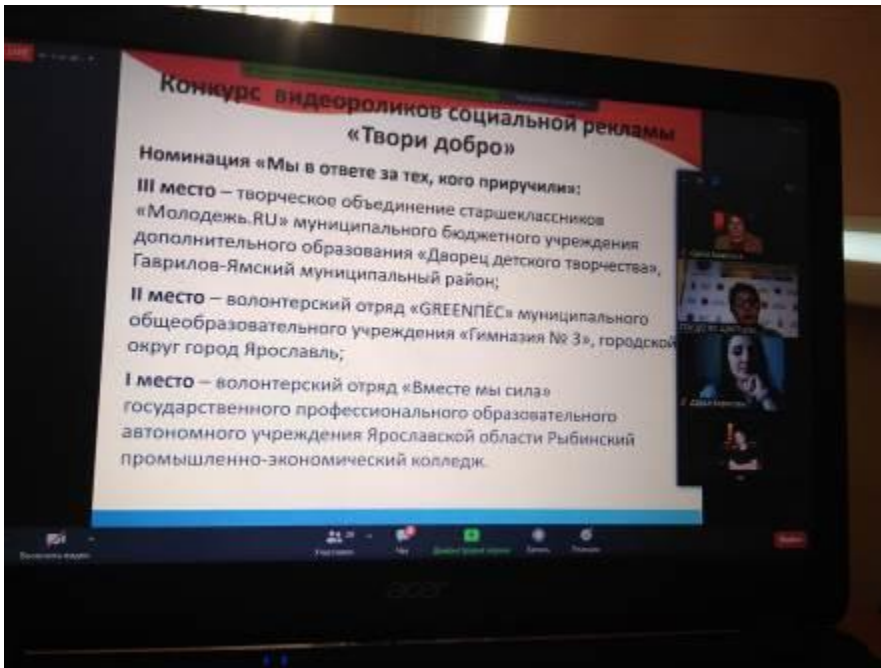 Конкурс видеороликов социальной рекламы
«Твори добро»
Номинация «Мы в ответе за тех, кого приручили»:
III место – творческое объединение старшеклассников
«Молодежь.RU» муниципального бюджетного учреждения
дополнительного образования «Дворец детского творчества»,
Гаврилов-Ямский муниципальный район;
II место – волонтерский отряд «GREENПЁС» муниципального
общеобразовательного учреждения «Гимназия № 3», городской
округ город Ярославль;
I место – волонтерский отряд «Вместе мы сила»
государственного профессионального образовательного
автономного учреждения Ярославской области Рыбинский
промышленно-экономический колледж.
Участники
Чат
acer